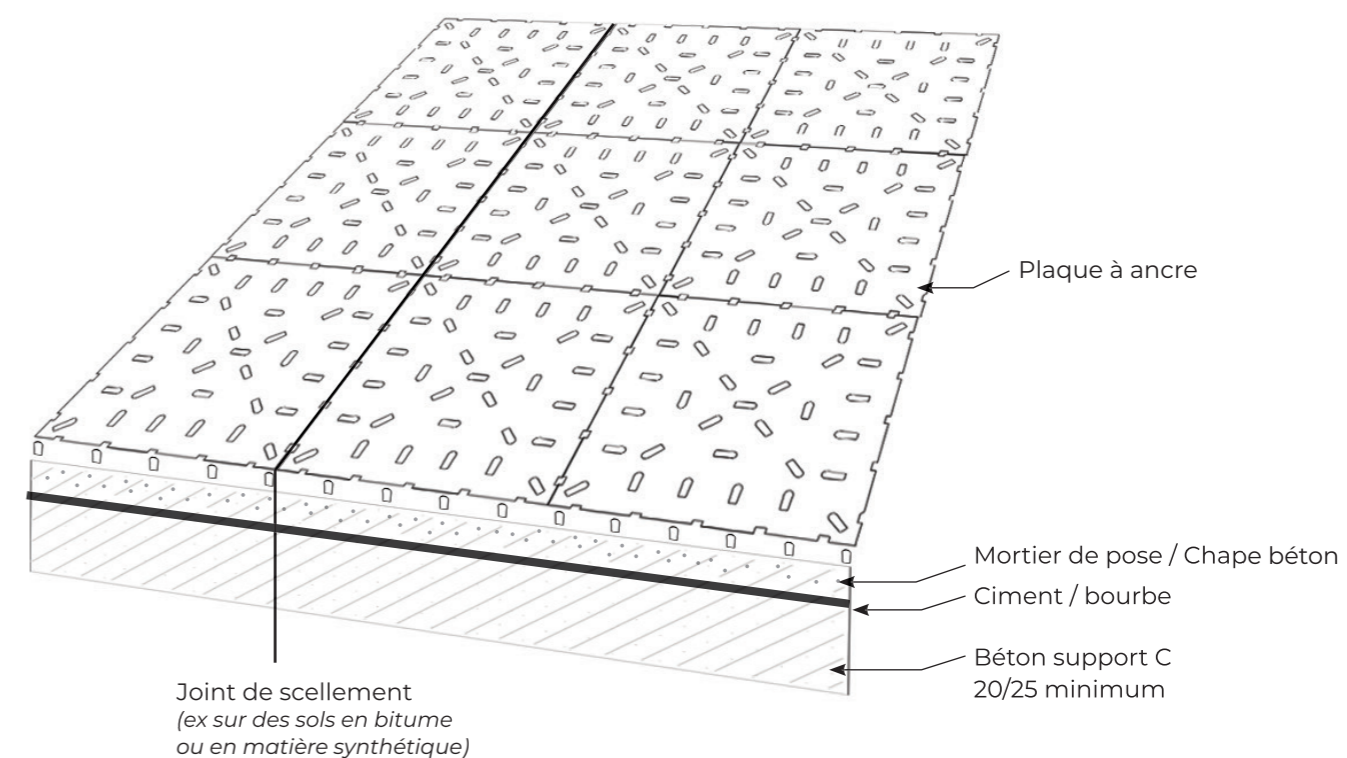 Plaque à ancre
Mortier de pose / Chape béton
Ciment / bourbe
Béton support C
20/25 minimum
Joint de scellement
(ex sur des sols en bitume
ou en matière synthétique)